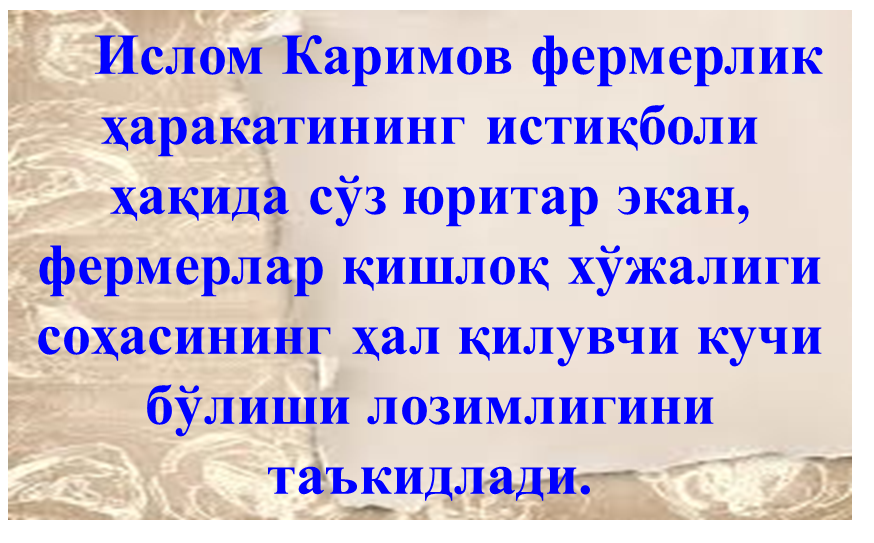 Ислом Каримов фермерлик
ҳаракатининг истиқболи
ҳақида сўз юритар экан,
фермерлар қишлоқ хўжалиги
соҳасининг ҳал қилувчи кучи
бўлиши лозимлигини
таъкидлади.